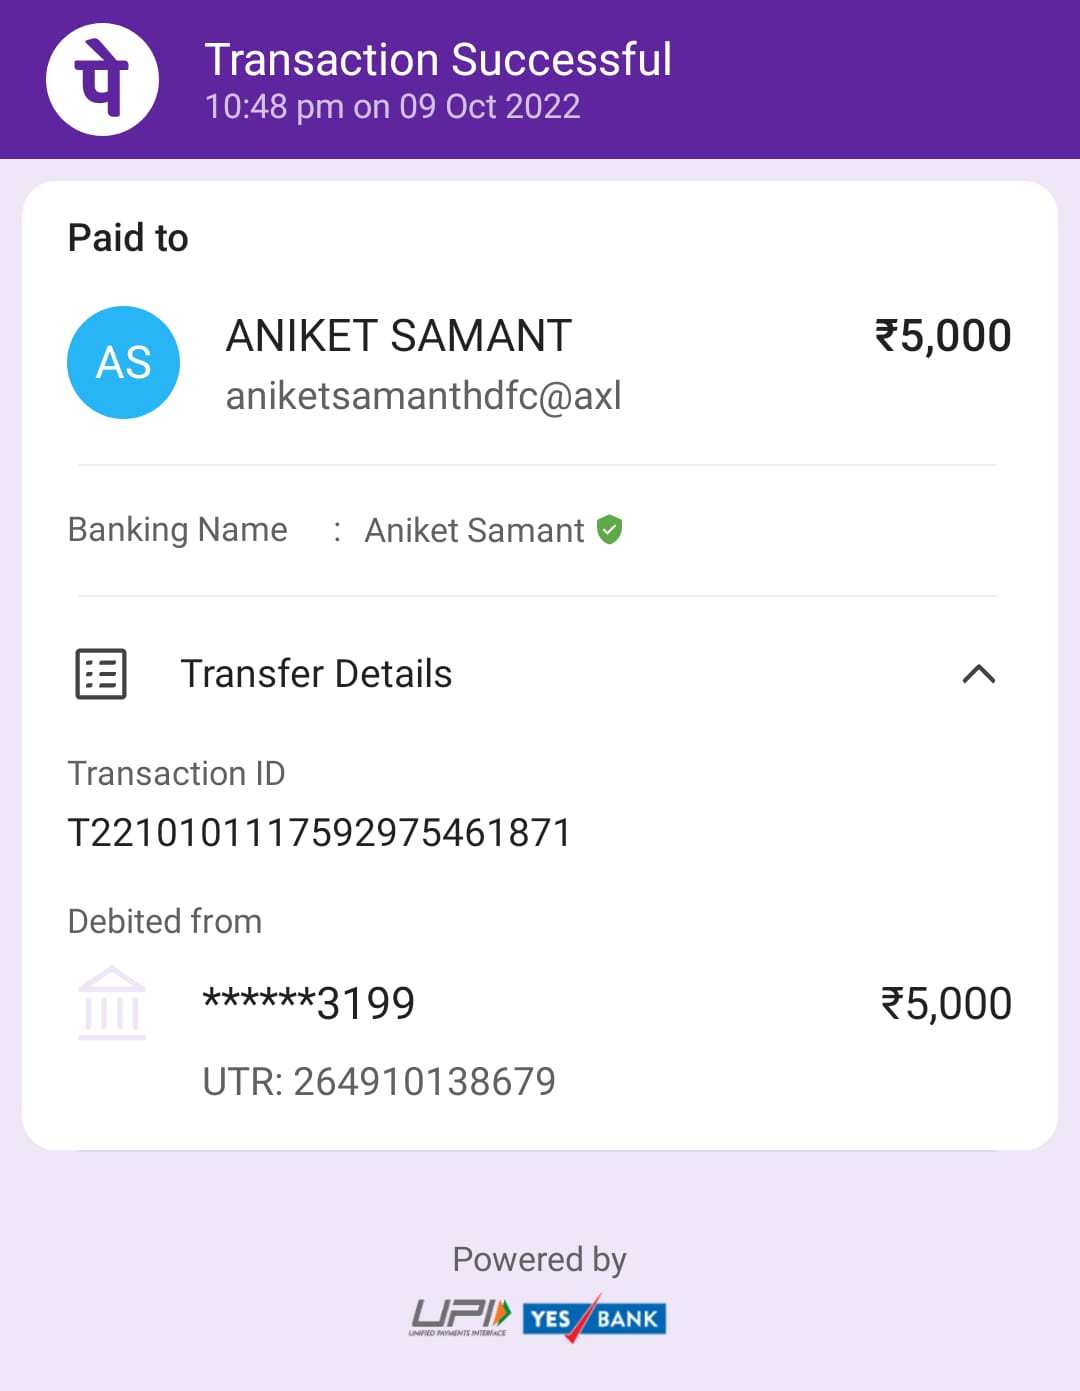 पे
Transaction Successful
10:48 pm on 09 Oct 2022
Paid to
AS
ANIKET SAMANT
₹5,000
aniketsamanthdfc@axl
Banking Name : Aniket Samant
Transfer Details
Transaction ID
T2210101117592975461871
Debited from
******3199
₹5,000
UTR: 264910138679
Powered by
UPI
UNIFIED PAYMENTS INTERFACE
YES BANK